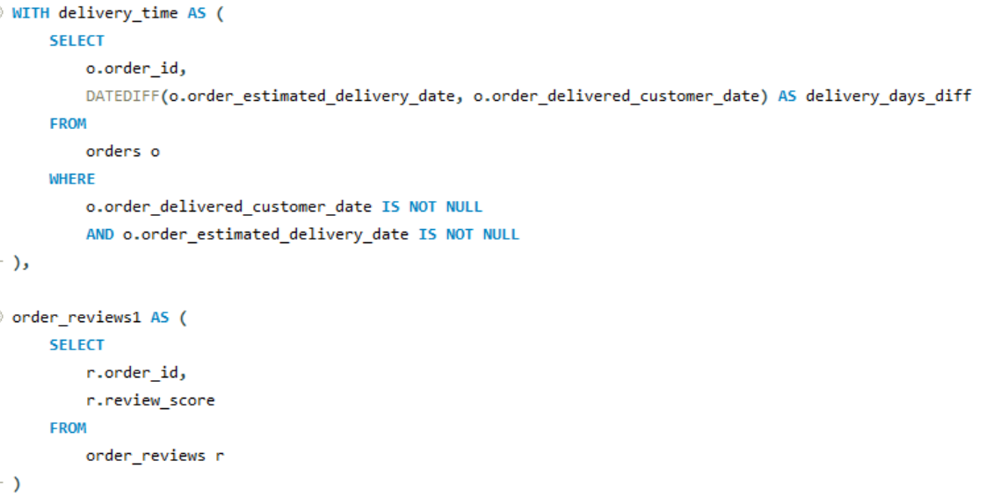 WITH delivery_time AS (
    SELECT
        o.order_id,
        DATEDIFF(o.order_estimated_delivery_date, o.order_delivered_customer_date) AS delivery_days_diff
    FROM
        orders o
    WHERE
        o.order_delivered_customer_date IS NOT NULL
        AND o.order_estimated_delivery_date IS NOT NULL
),
order_reviews1 AS (
    SELECT
        r.order_id,
        r.review_score
    FROM
        order_reviews r
)